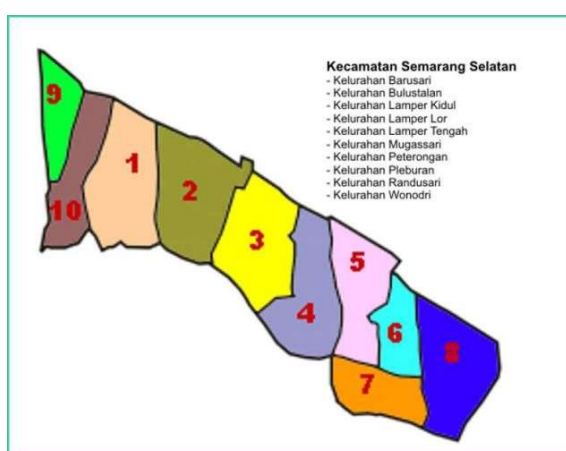 Kecamatan Semarang Selatan
- Kelurahan Barusari
- Kelurahan Bulustalan
- Kelurahan Lamper Kidul
- Kelurahan Lamper Lor
- Kelurahan Lamper Tengah
- Kelurahan Mugassari
- Kelurahan Peterongan
- Kelurahan Pleburan
- Kelurahan Randusari
- Kelurahan Wonodri
9
1
2
10
3
5
4
6
8
7